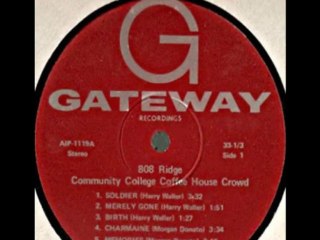 G
GATEWAY
RECORDINGS
AJP-1119A
33-1/3
Stereo
Side 1
808 Ridge
Community College Coffee House Crowd
1. SOLDIER (Harry Waller) 3:32
2. MERELY GONE (Harry Waller) 1:51
3. BIRTH (Harry Waller) 1:27
4. CHARMAINE (Morgan Donato) 3:34